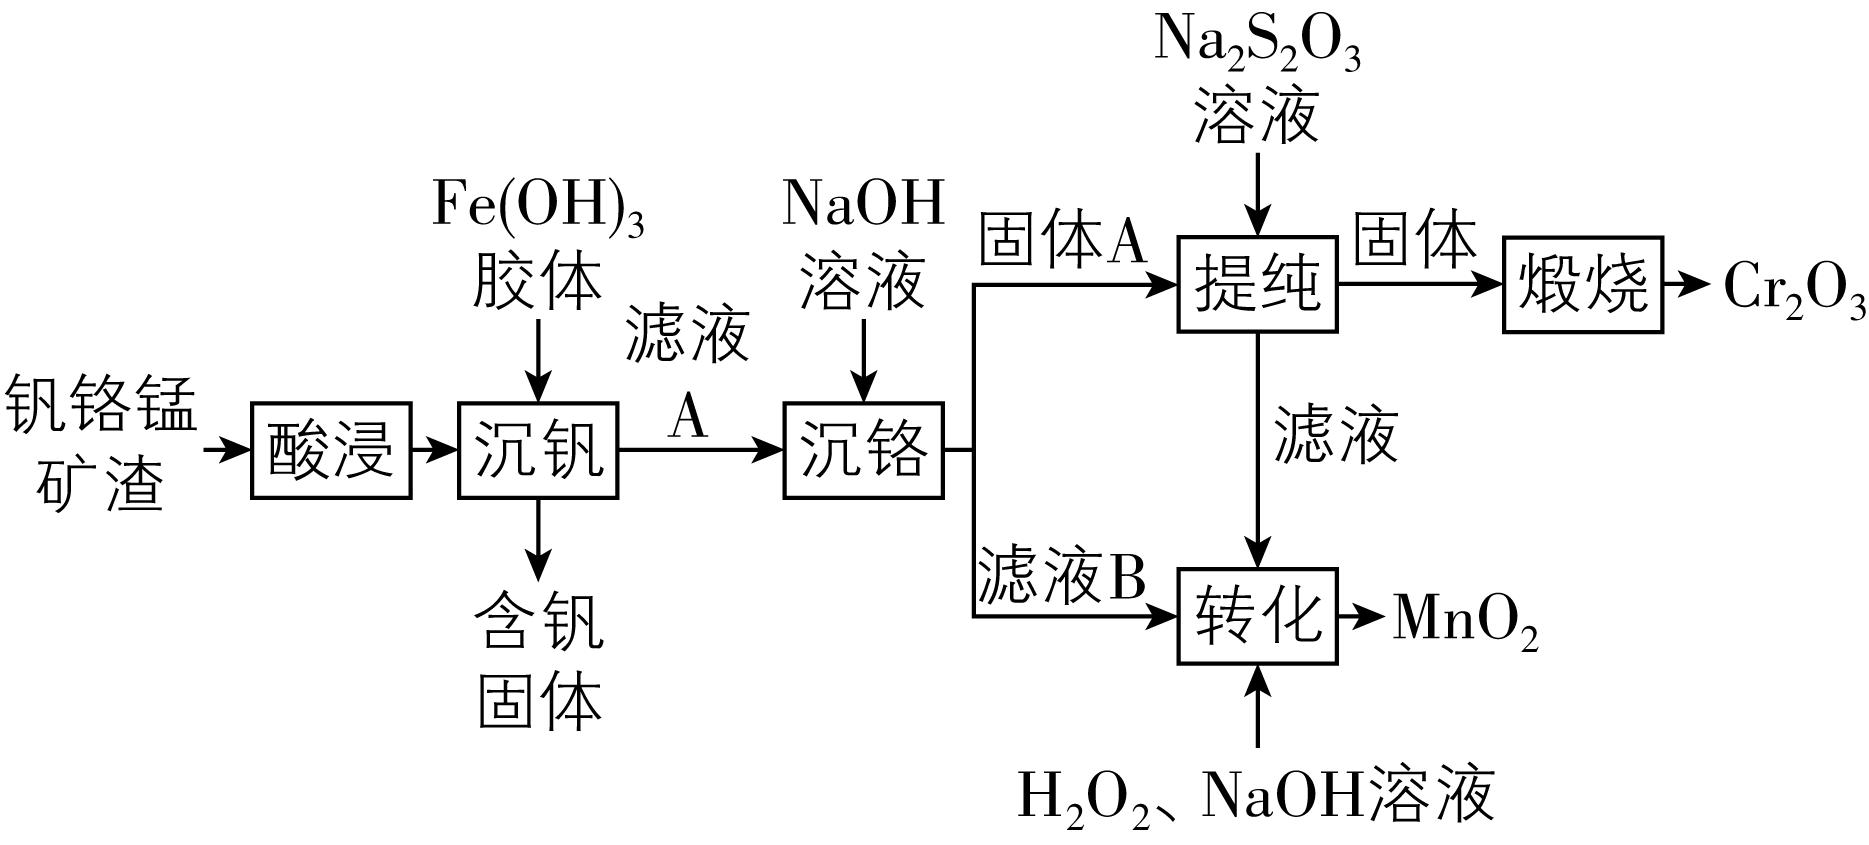 钒铬锰
矿渣
酸浸
Fe(OH)₃
胶体
沉钒
含钒
固体
滤液
A
NaOH
溶液
沉铬
固体A
滤液B
Na₂S₂O₃
溶液
提纯
固体
煅烧
Cr₂O₃
滤液
转化
MnO₂
H₂O₂、NaOH溶液